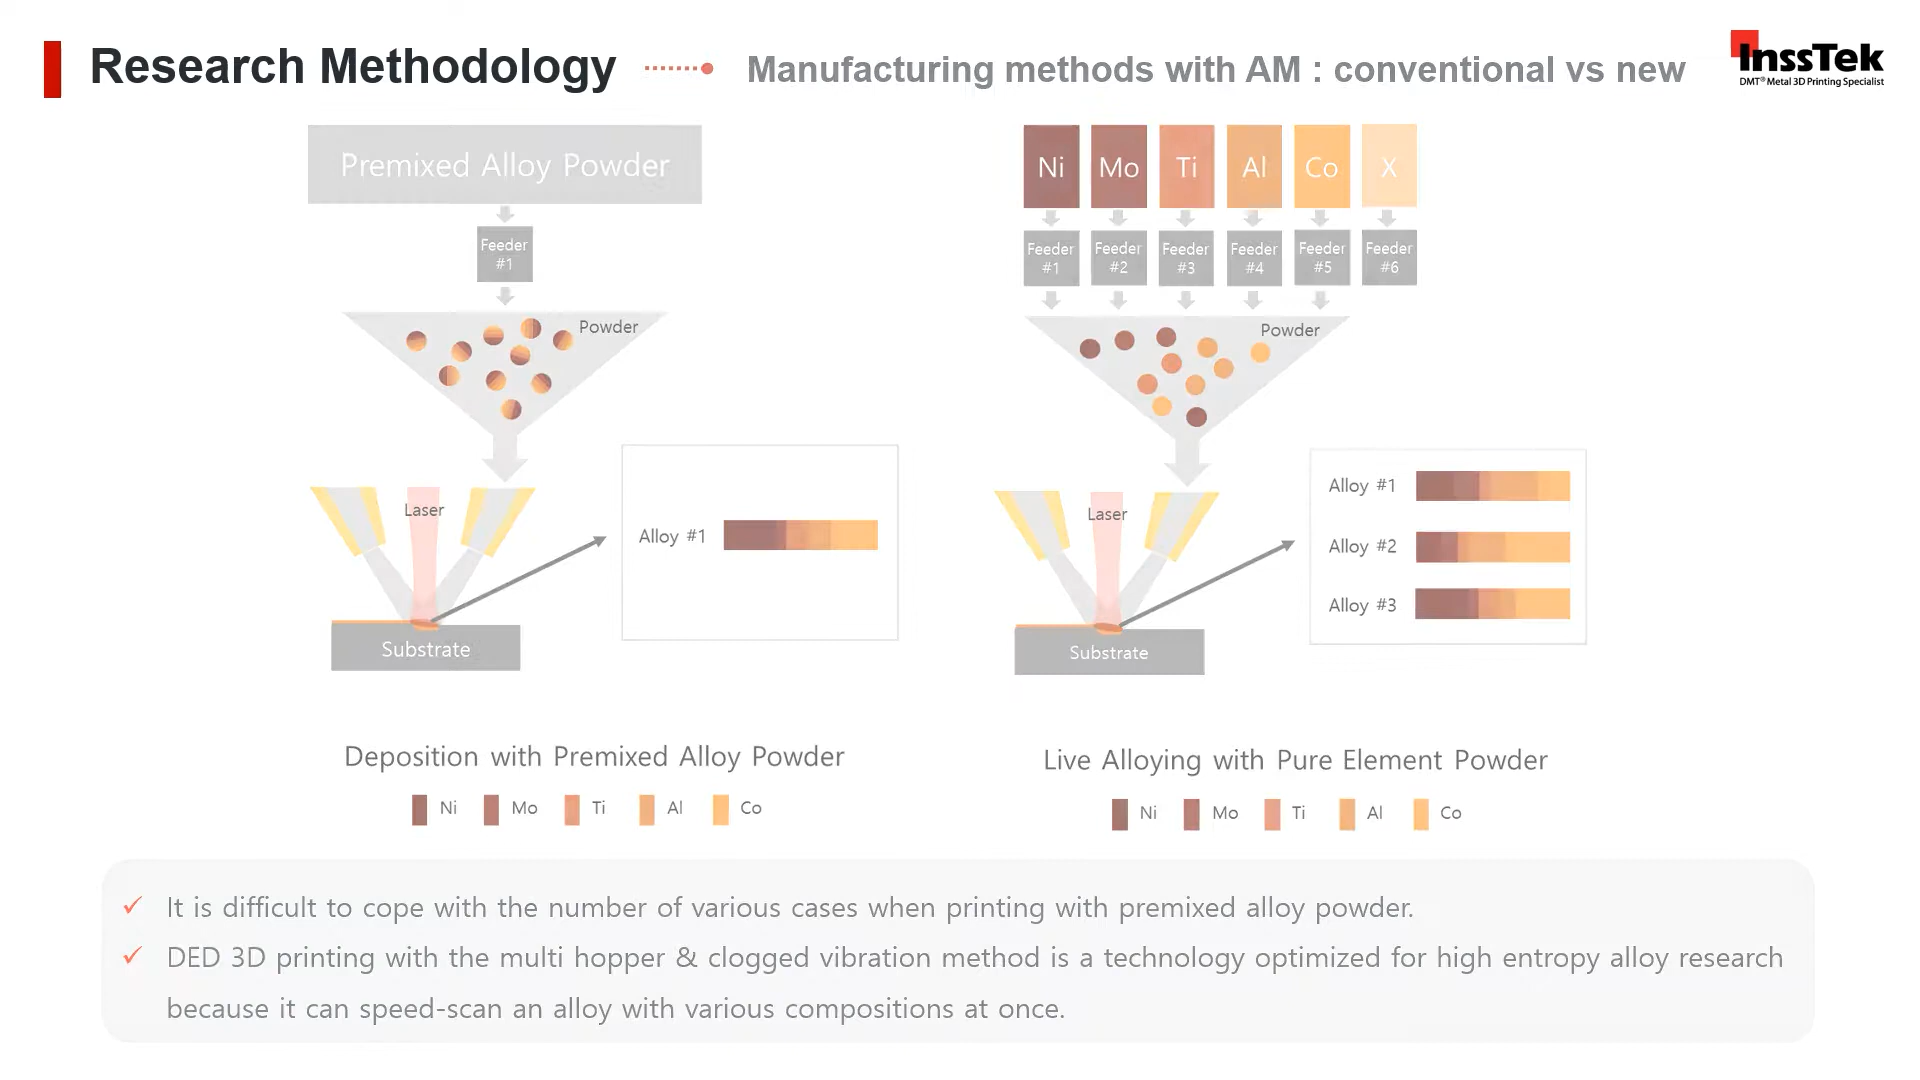 Research Methodology
Manufacturing methods with AM : conventional vs new
InssTek
DMT® Metal 3D Printing Specialist
Premixed Alloy Powder
Feeder
#1
Powder
Laser
Substrate
Alloy #1
Deposition with Premixed Alloy Powder
Ni Mo Ti Al Co
Ni Mo Ti Al Co X
Feeder Feeder Feeder Feeder Feeder Feeder
#1 #2 #3 #4 #5 #6
Powder
Laser
Substrate
Alloy #1
Alloy #2
Alloy #3
Live Alloying with Pure Element Powder
Ni Mo Ti Al Co
It is difficult to cope with the number of various cases when printing with premixed alloy powder.
DED 3D printing with the multi hopper & clogged vibration method is a technology optimized for high entropy alloy research
because it can speed-scan an alloy with various compositions at once.